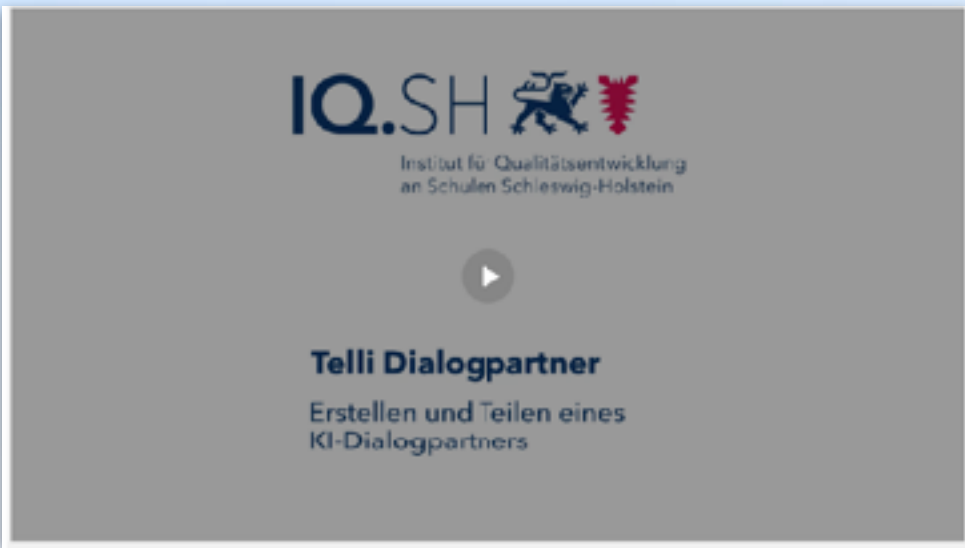 IQ.SH
Institut für Qualitätsentwicklung
an Schulen Schleswig-Holstein
Telli Dialogpartner
Erstellen und Teilen eines
KI-Dialogpartners